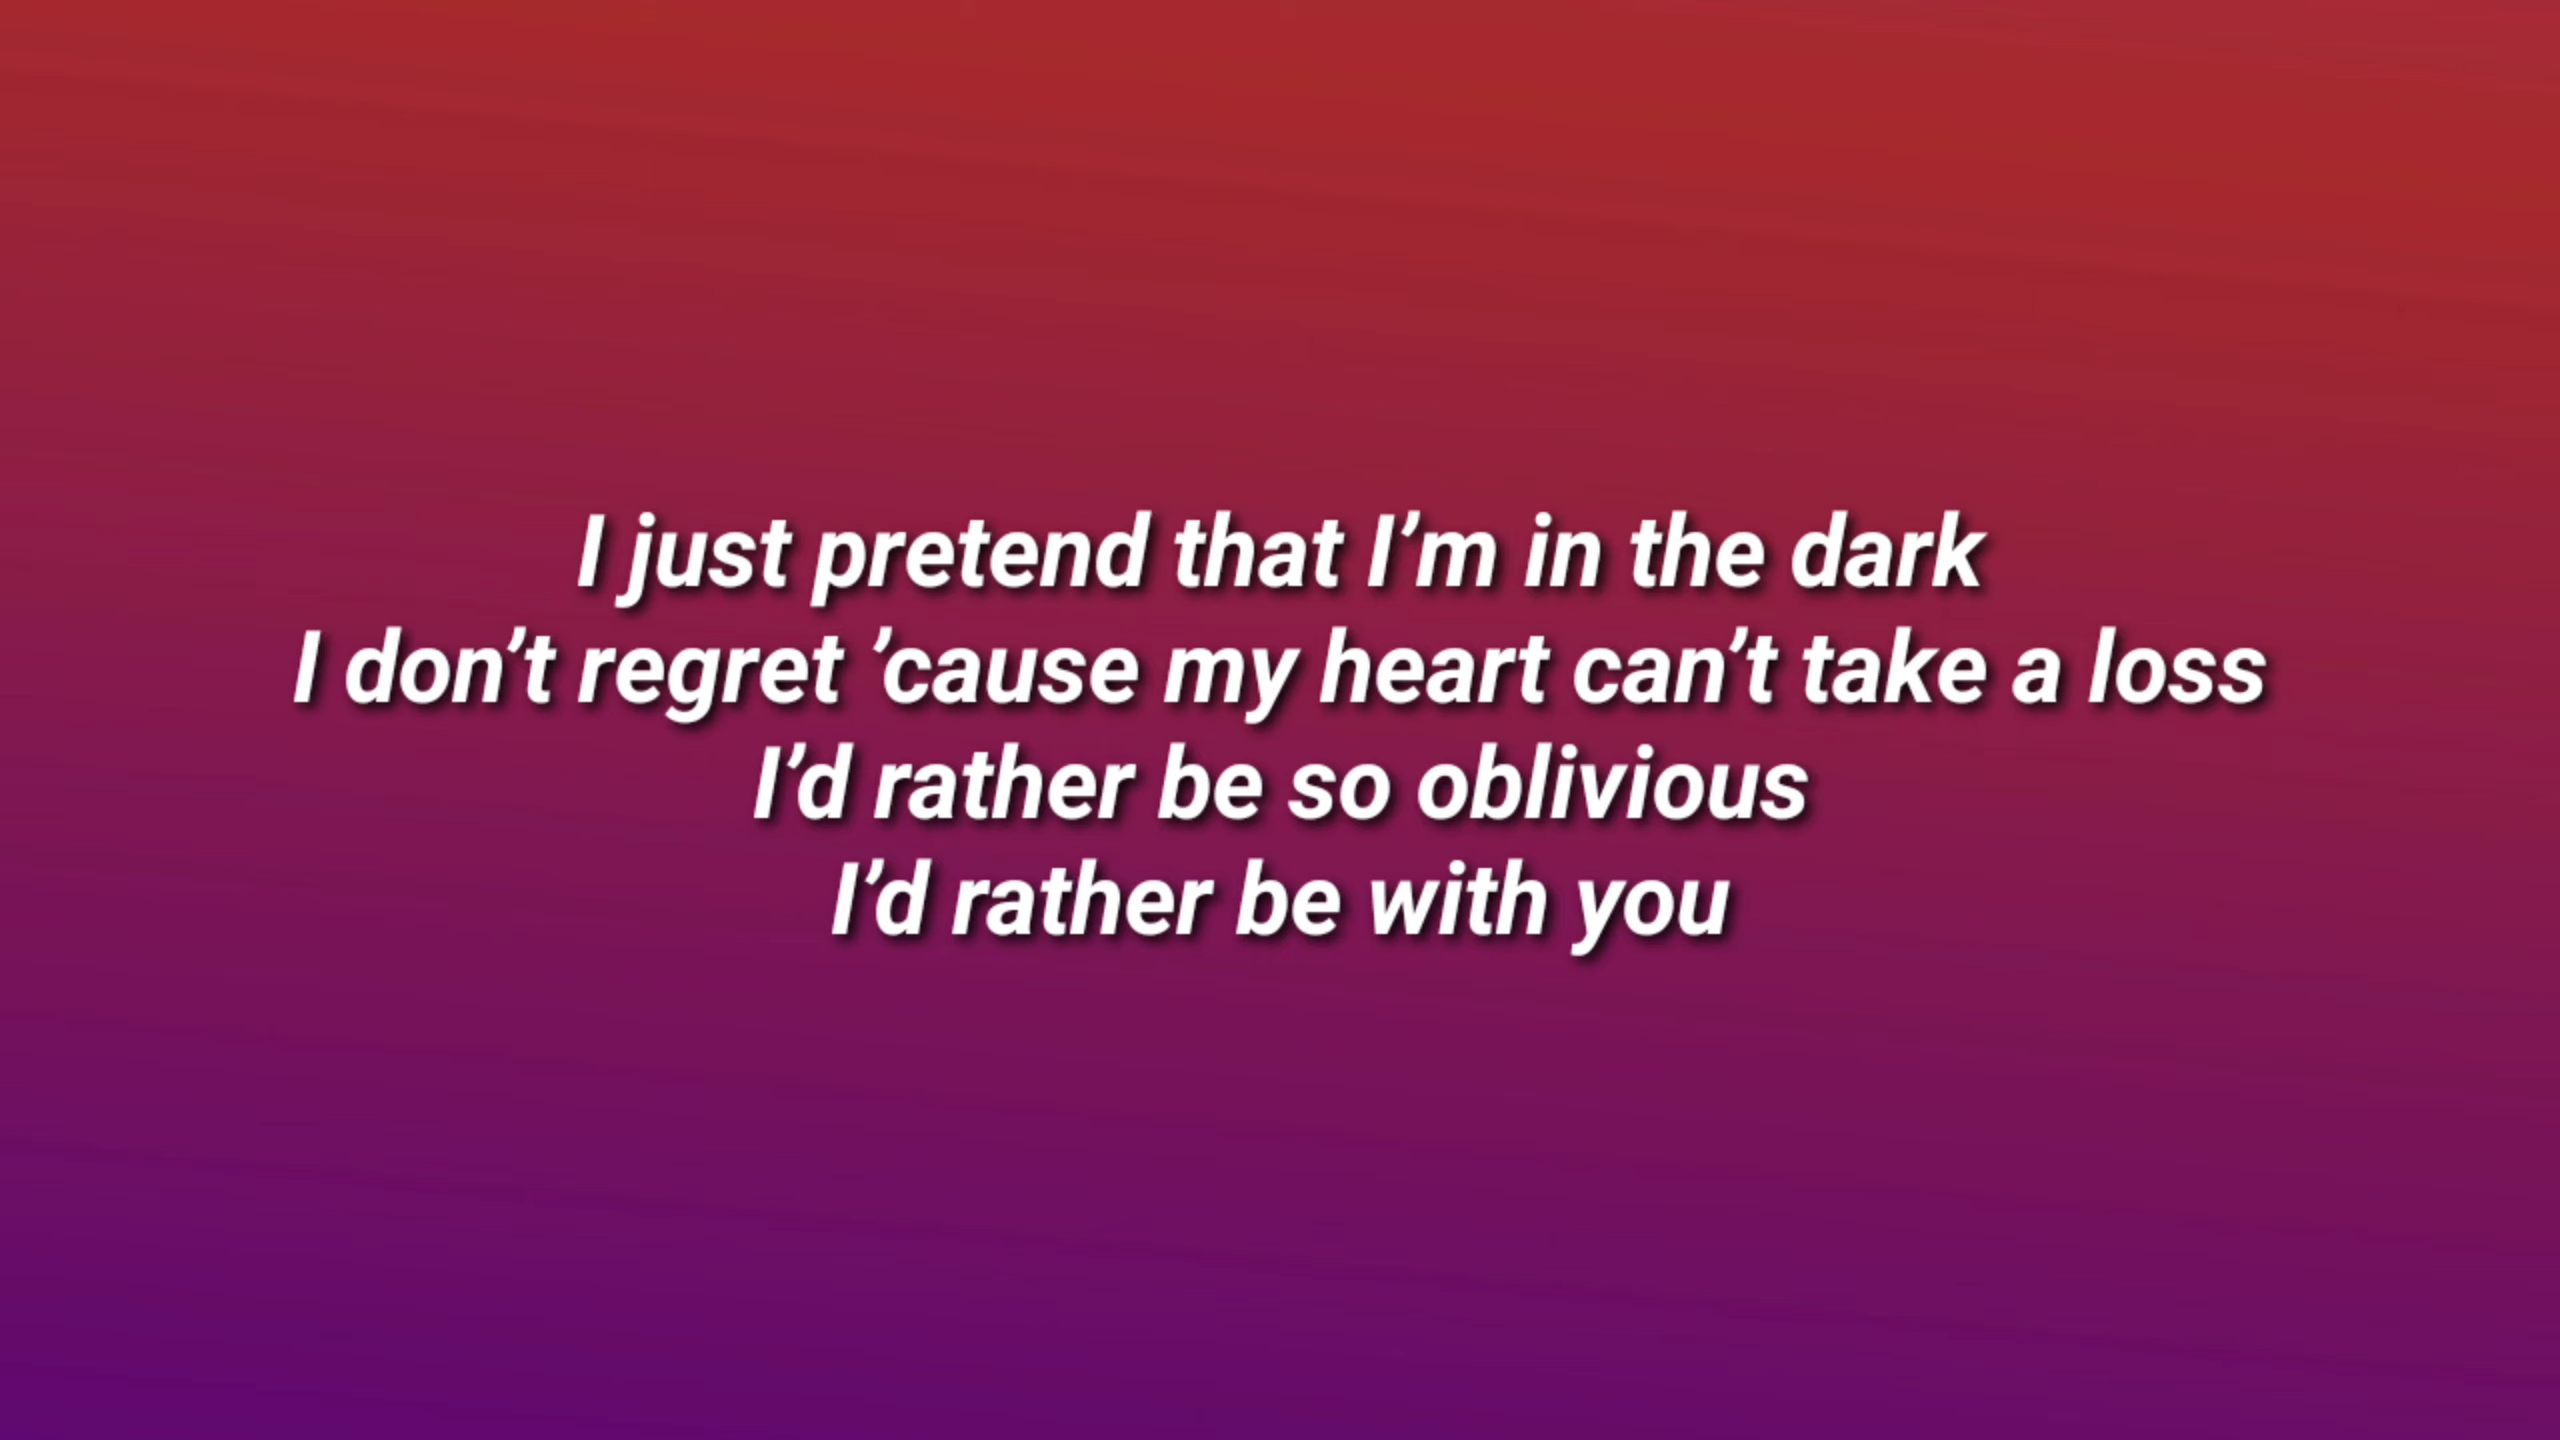 I just pretend that I’m in the dark
I don’t regret ’cause my heart can’t take a loss
I’d rather be so oblivious
I’d rather be with you